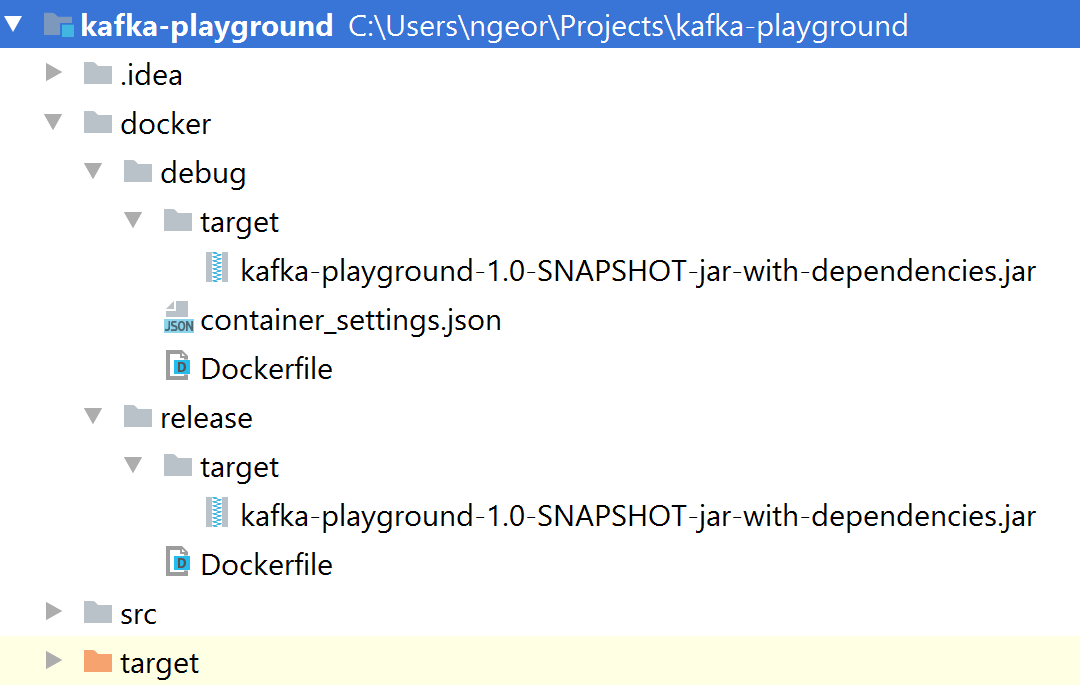 kafka-playground C:\Users\ngeor\Projects\kafka-playground
.idea
docker
debug
target
kafka-playground-1.0-SNAPSHOT-jar-with-dependencies.jar
JSON container_settings.json
D Dockerfile
release
target
kafka-playground-1.0-SNAPSHOT-jar-with-dependencies.jar
D Dockerfile
src
target